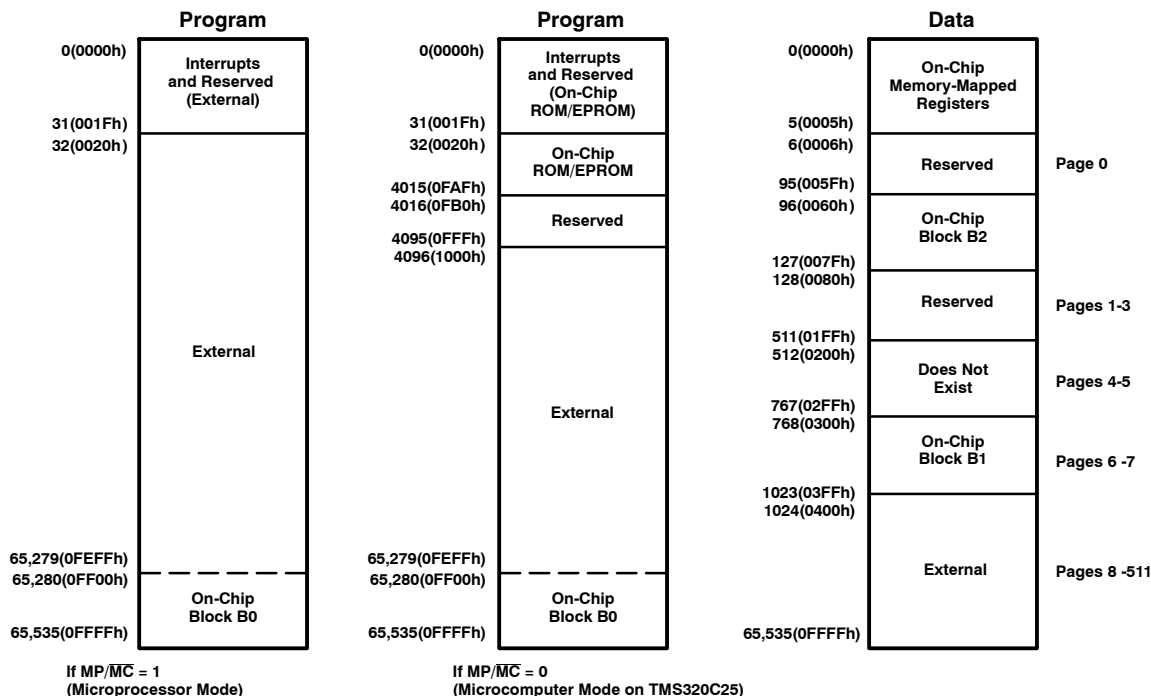 Program
0(0000h)
Interrupts
and Reserved
(External)
31(001Fh)
32(0020h)
External
65,279(0FEFFh)
65,280(0FF00h)
On-Chip
Block B0
65,535(0FFFFh)
If MP/M̅C̅ = 1
(Microprocessor Mode)
Program
0(0000h)
Interrupts
and Reserved
(On-Chip
ROM/EPROM)
31(001Fh)
32(0020h)
On-Chip
ROM/EPROM
4015(0FAFh)
4016(0FB0h)
Reserved
4095(0FFFh)
4096(1000h)
External
65,279(0FEFFh)
65,280(0FF00h)
On-Chip
Block B0
65,535(0FFFFh)
If MP/M̅C̅ = 0
(Microcomputer Mode on TMS320C25)
Data
0(0000h)
On-Chip
Memory-Mapped
Registers
5(0005h)
6(0006h)
Reserved
Page 0
95(005Fh)
96(0060h)
On-Chip
Block B2
127(007Fh)
128(0080h)
Reserved
Pages 1-3
511(01FFh)
512(0200h)
Does Not
Exist
Pages 4-5
767(02FFh)
768(0300h)
On-Chip
Block B1
Pages 6 -7
1023(03FFh)
1024(0400h)
External
Pages 8 -511
65,535(0FFFFh)